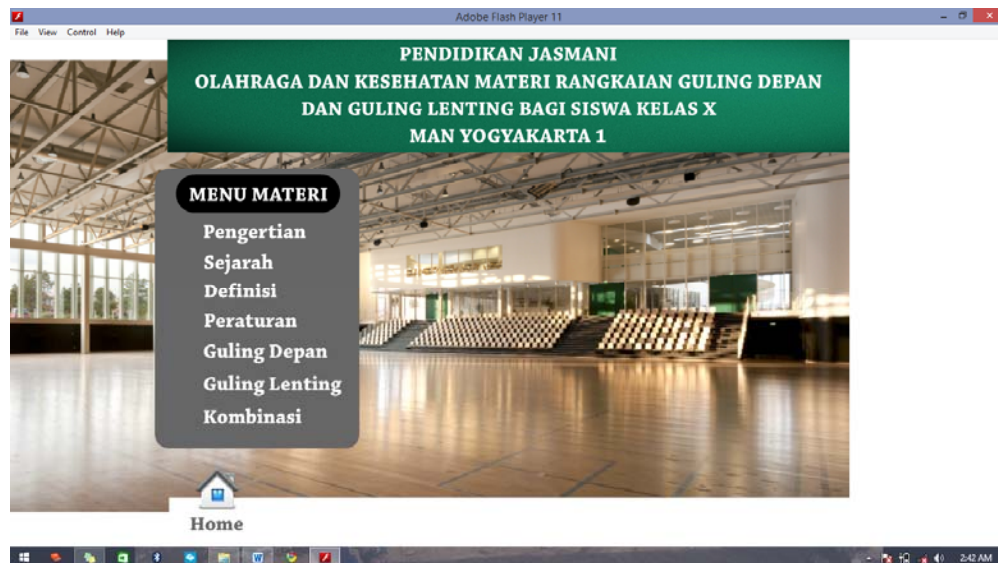 Adobe Flash Player 11
File View Control Help
PENDIDIKAN JASMANI
OLAHRAGA DAN KESEHATAN MATERI RANGKAIAN GULING DEPAN
DAN GULING LENTING BAGI SISWA KELAS X
MAN YOGYAKARTA 1
MENU MATERI
Pengertian
Sejarah
Definisi
Peraturan
Guling Depan
Guling Lenting
Kombinasi
Home
2:42 AM